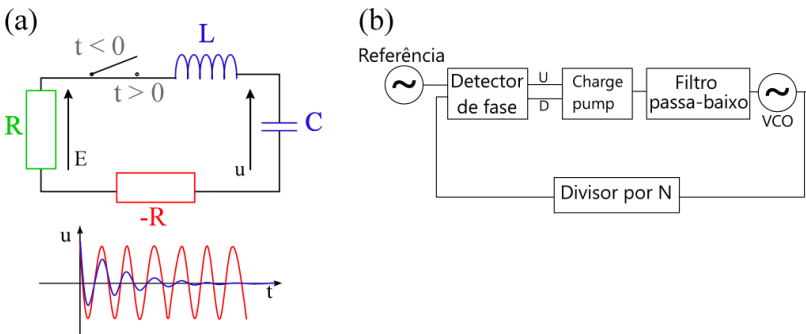 (a)
t < 0
L
t > 0
R
E
u
C
-R
u
t
(b)
Referência
~
Detector
de fase
U
D
Charge
pump
Filtro
passa-baixo
~
VCO
Divisor por N